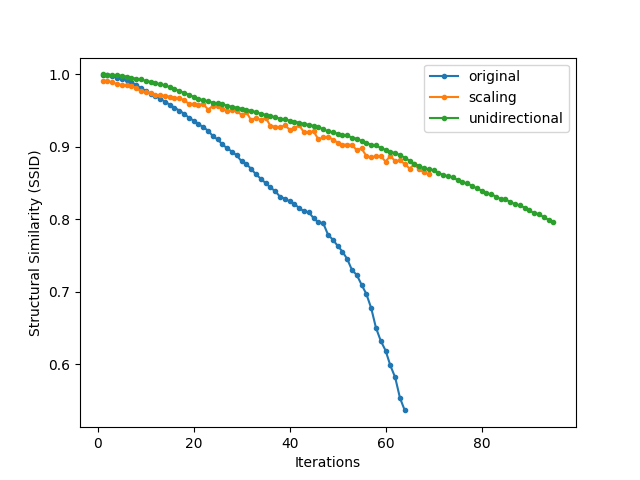 original
scaling
unidirectional
1.0
0.9
0.8
0.7
0.6
Structural Similarity (SSID)
0
20
40
60
80
Iterations